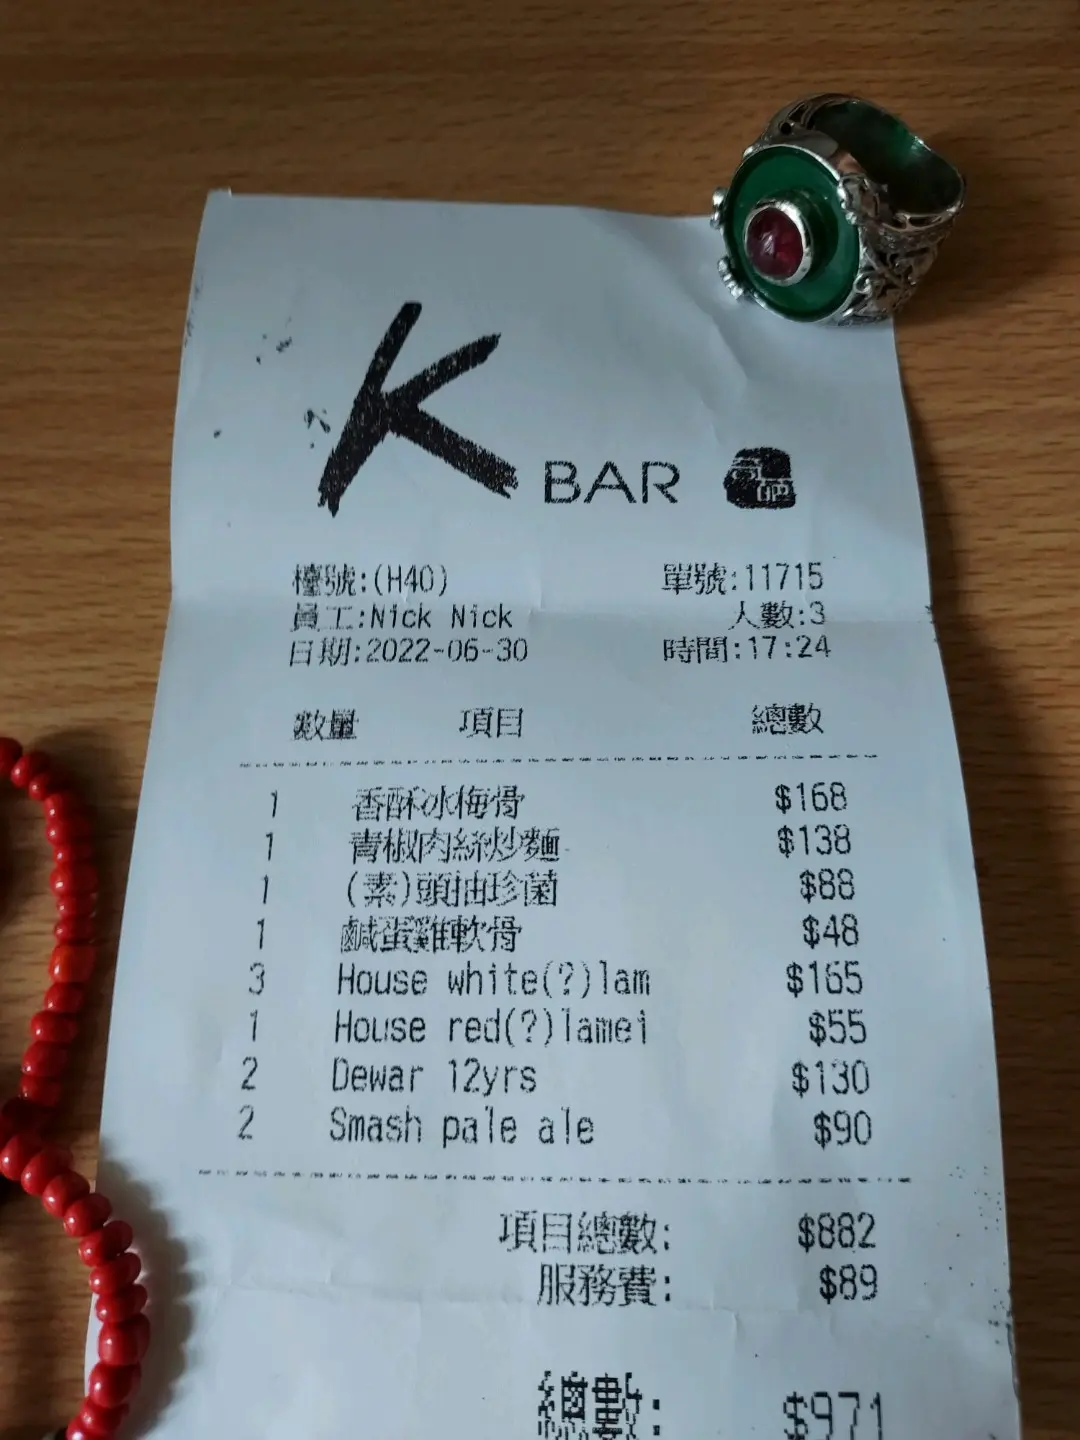 K BAR
檯號:(H40) 單號:11715
員工:Nick Nick 人數:3
日期:2022-06-30 時間:17:24
數量 項目 總數
1 香酥冰梅骨 $168
1 青椒肉絲炒麵 $138
1 (素)頭抽珍菌 $88
1 鹹蛋雞軟骨 $48
3 House white(?)lam $165
1 House red(?)lamei $55
2 Dewar 12yrs $130
2 Smash pale ale $90
項目總數: $882
服務費: $89
總數: $971